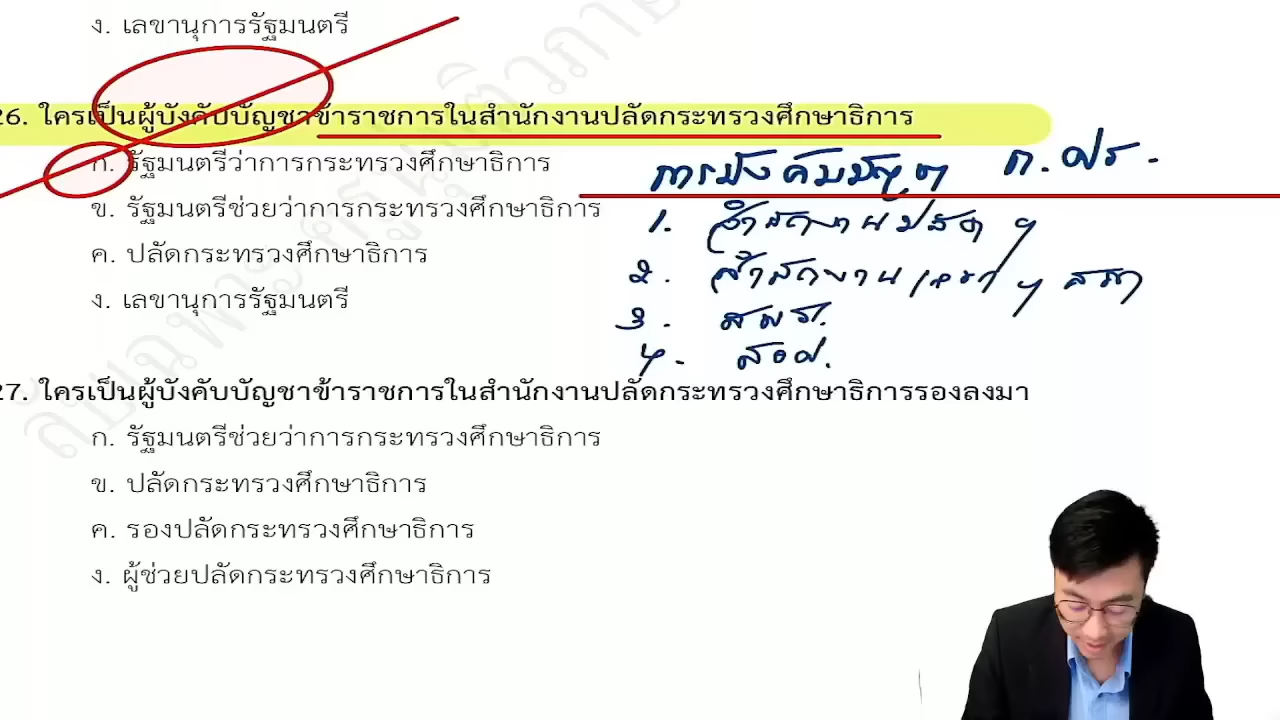 ง. เลขานุการรัฐมนตรี
26. ใครเป็นผู้บังคับบัญชาข้าราชการในสำนักงานปลัดกระทรวงศึกษาธิการ
ก. รัฐมนตรีว่าการกระทรวงศึกษาธิการ
ข. รัฐมนตรีช่วยว่าการกระทรวงศึกษาธิการ
ค. ปลัดกระทรวงศึกษาธิการ
ง. เลขานุการรัฐมนตรี
การบังคับบัญชา ก.ศธ.
1. สำนักงานปลัด ฯ
2. สำนักงานเลขา ฯ สภา
3. สพฐ.
4. สอศ.
27. ใครเป็นผู้บังคับบัญชาข้าราชการในสำนักงานปลัดกระทรวงศึกษาธิการรองลงมา
ก. รัฐมนตรีช่วยว่าการกระทรวงศึกษาธิการ
ข. ปลัดกระทรวงศึกษาธิการ
ค. รองปลัดกระทรวงศึกษาธิการ
ง. ผู้ช่วยปลัดกระทรวงศึกษาธิการ